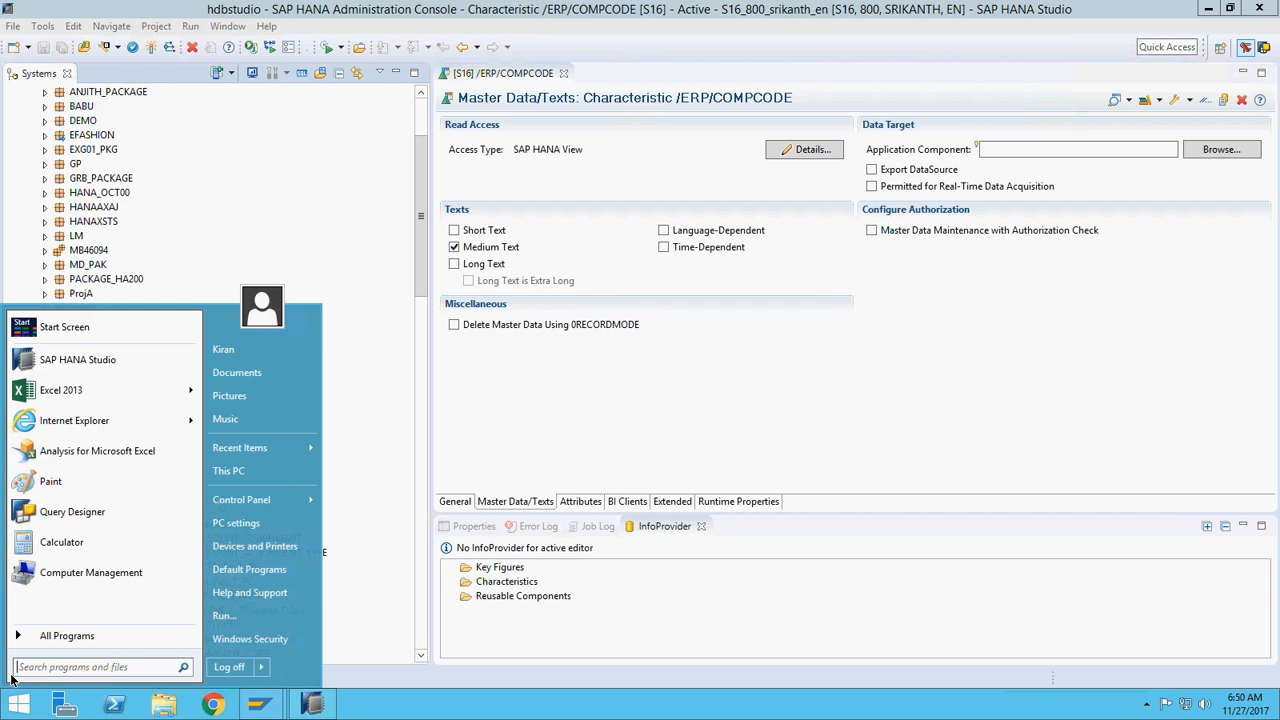 hdbstudio - SAP HANA Administration Console - Characteristic /ERP/COMPCODE [S16] - Active - S16_800_srikanth_en [S16, 800, SRIKANTH, EN] - SAP HANA Studio
File Tools Edit Navigate Project Run Window Help
Quick Access
Systems
[S16] /ERP/COMPCODE
ANJITH_PACKAGE
BABU
DEMO
EFASHION
EXG01_PKG
GP
GRB_PACKAGE
HANA_OCT00
HANAAXAJ
HANAXSTS
LM
MB46094
MD_PAK
PACKAGE_HA200
ProjA
Master Data/Texts: Characteristic /ERP/COMPCODE
Read Access
Access Type: SAP HANA View Details...
Data Target
Application Component: Browse...
Export DataSource
Permitted for Real-Time Data Acquisition
Texts
Short Text Language-Dependent
Medium Text Time-Dependent
Long Text
Long Text is Extra Long
Configure Authorization
Master Data Maintenance with Authorization Check
Miscellaneous
Delete Master Data Using 0RECORDMODE
General Master Data/Texts Attributes BI Clients Extended Runtime Properties
Properties Error Log Job Log InfoProvider
No InfoProvider for active editor
Key Figures
Characteristics
Reusable Components
Start
Start Screen
SAP HANA Studio
Excel 2013
Internet Explorer
Analysis for Microsoft Excel
Paint
Query Designer
Calculator
Computer Management
All Programs
Search programs and files
Kiran
Documents
Pictures
Music
Recent Items
This PC
Control Panel
PC settings
Devices and Printers
Default Programs
Help and Support
Run...
Windows Security
Log off
6:50 AM
11/27/2017